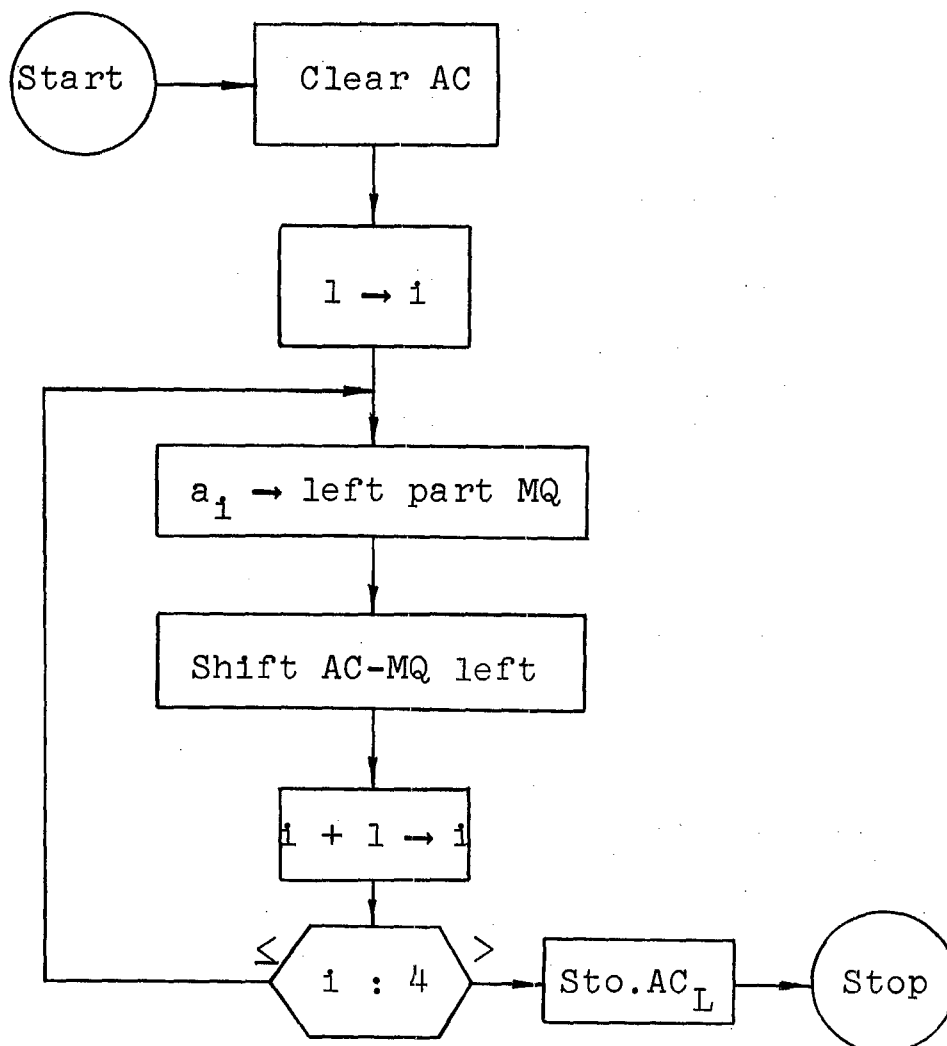 Start
Clear AC
1 → i
a_i → left part MQ
Shift AC-MQ left
i + 1 → i
≤
i : 4
>
Sto.AC_L
Stop